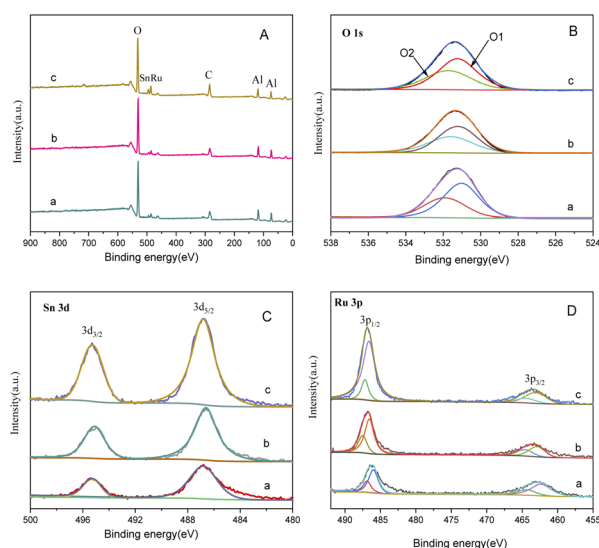 A
O
SnRu
C
Al
Al
c
b
a
Intensity(a.u.)
900 800 700 600 500 400 300 200 100 0
Binding energy(eV)
B
O 1s
O2
O1
c
b
a
Intensity(a.u.)
538 536 534 532 530 528 526 524
Binding energy(eV)
Sn 3d
C
3d5/2
3d3/2
c
b
a
Intensity(a.u.)
500 496 492 488 484 480
Binding energy(eV)
Ru 3p
D
3p1/2
3p3/2
c
b
a
Intensity(a.u.)
490 485 480 475 470 465 460 455
Binding energy(eV)